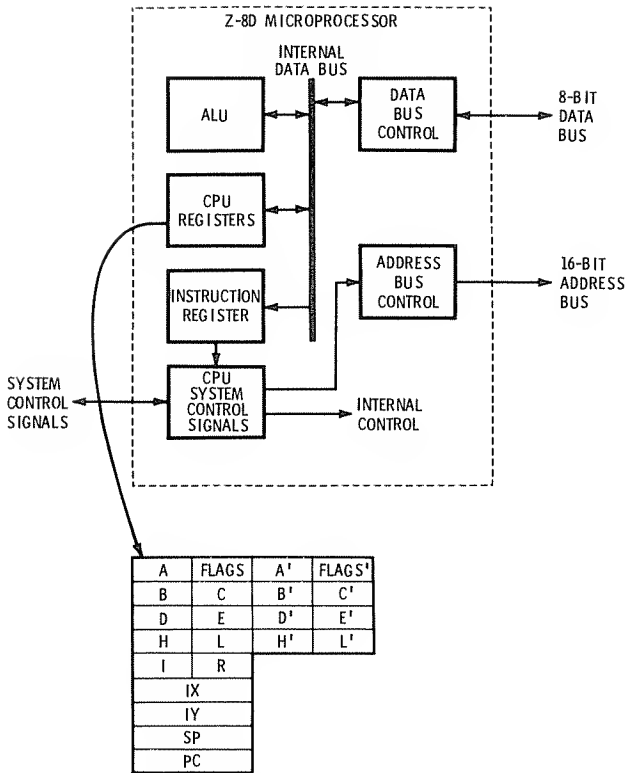 Z-8D MICROPROCESSOR
INTERNAL
DATA BUS
ALU
DATA
BUS
CONTROL
8-BIT
DATA
BUS
CPU
REGISTERS
ADDRESS
BUS
CONTROL
16-BIT
ADDRESS
BUS
INSTRUCTION
REGISTER
SYSTEM
CONTROL
SIGNALS
CPU
SYSTEM
CONTROL
SIGNALS
INTERNAL
CONTROL
A FLAGS A' FLAGS'
B C B' C'
D E D' E'
H L H' L'
I R
IX
IY
SP
PC